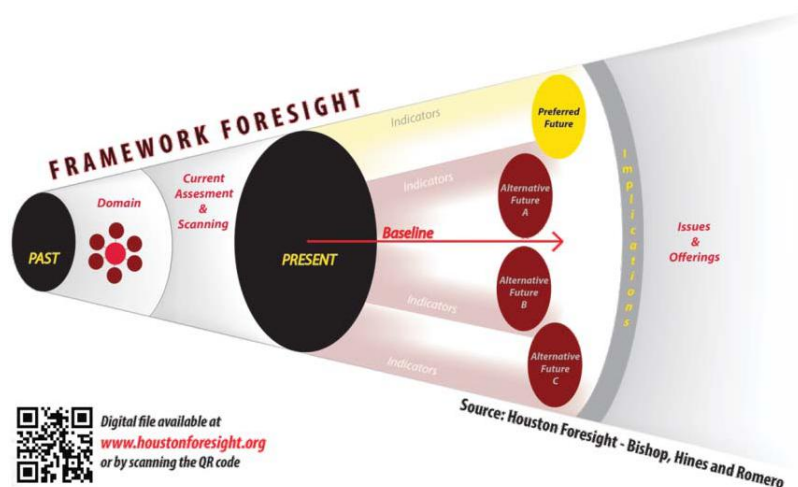 FRAMEWORK FORESIGHT
PAST
Domain
Current
Assesment
&
Scanning
PRESENT
Indicators
Preferred
Future
Indicators
Alternative
Future
A
Baseline
Indicators
Alternative
Future
B
Indicators
Alternative
Future
C
Implications
Issues
&
Offerings
Digital file available at
www.houstonforesight.org
or by scanning the QR code
Source: Houston Foresight - Bishop, Hines and Romero